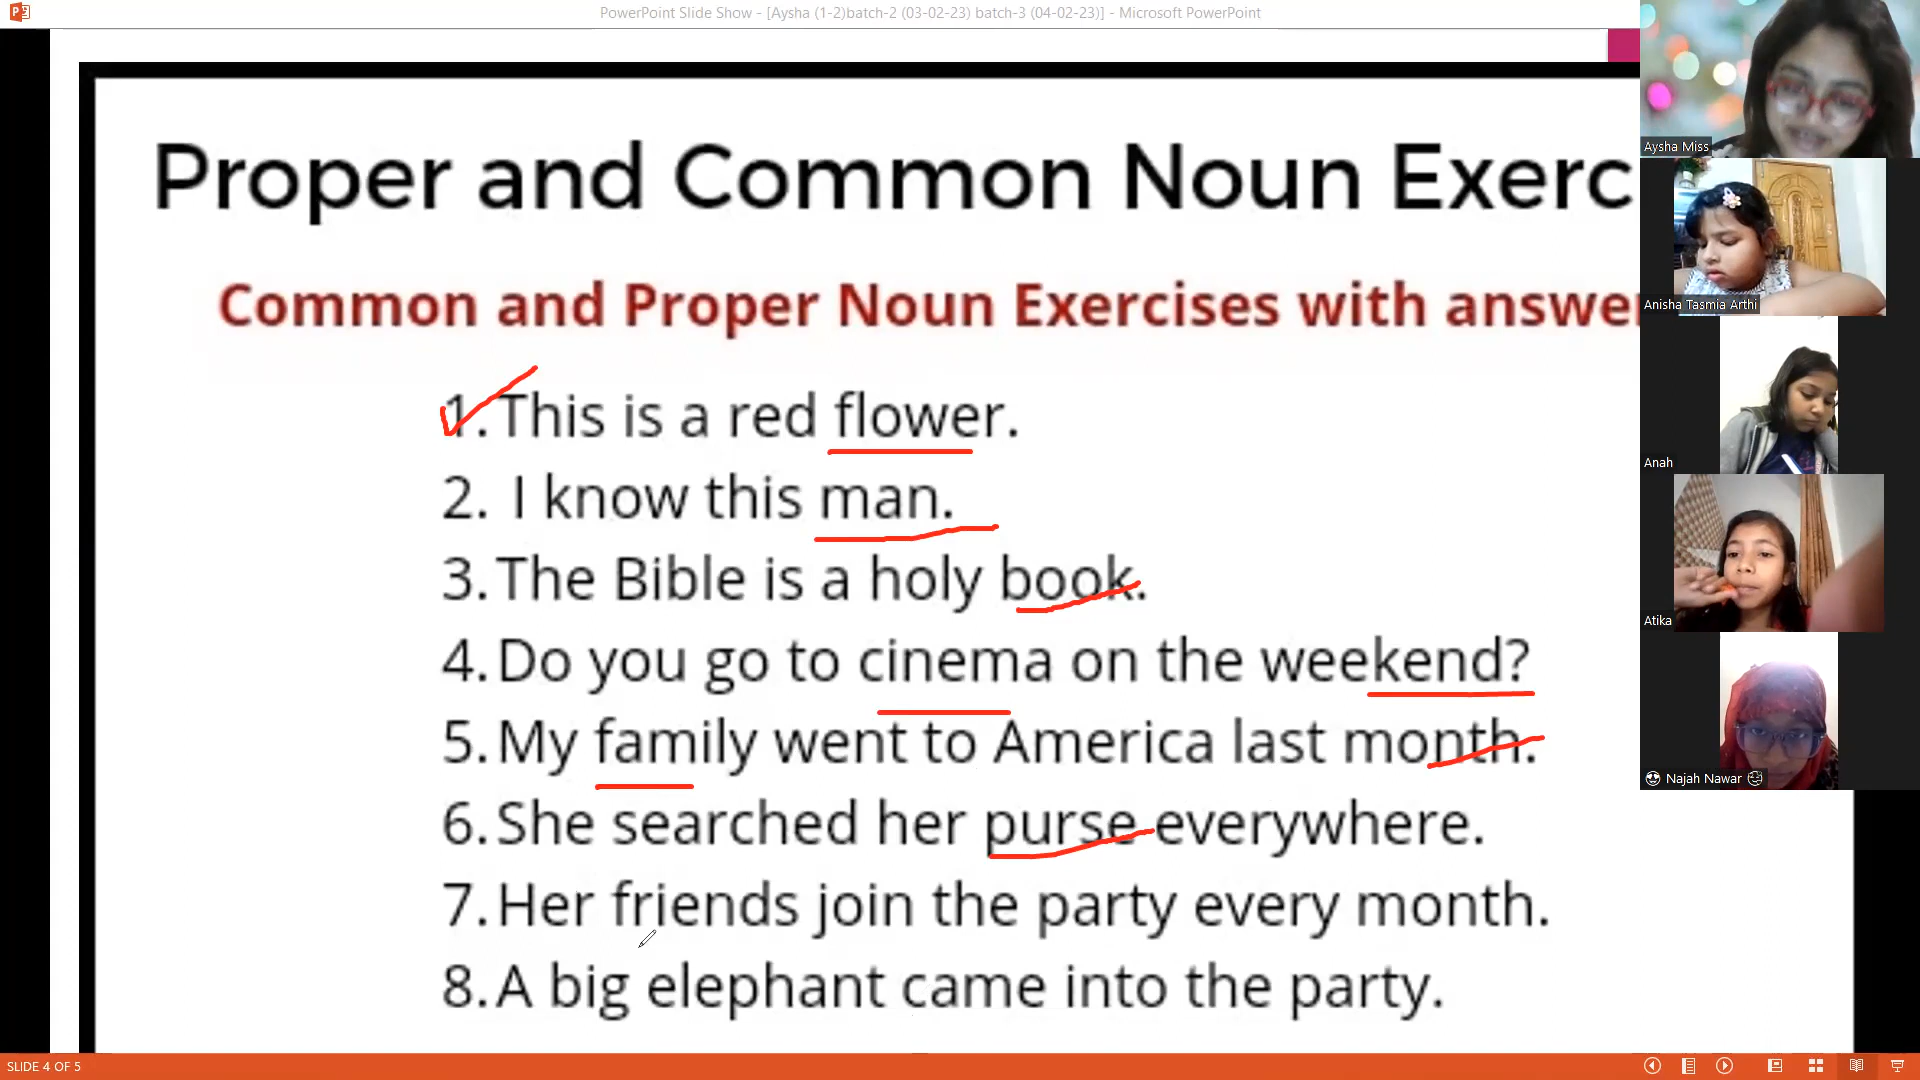 PowerPoint Slide Show - [Aysha (1-2)batch-2 (03-02-23) batch-3 (04-02-23)] - Microsoft PowerPoint
Proper and Common Noun Exerc
Common and Proper Noun Exercises with answe
1. This is a red flower.
2. I know this man.
3. The Bible is a holy book.
4. Do you go to cinema on the weekend?
5. My family went to America last month.
6. She searched her purse everywhere.
7. Her friends join the party every month.
8. A big elephant came into the party.
Aysha Miss
Anisha Tasmia Arthi
Anah
Atika
Najah Nawar
SLIDE 4 OF 5